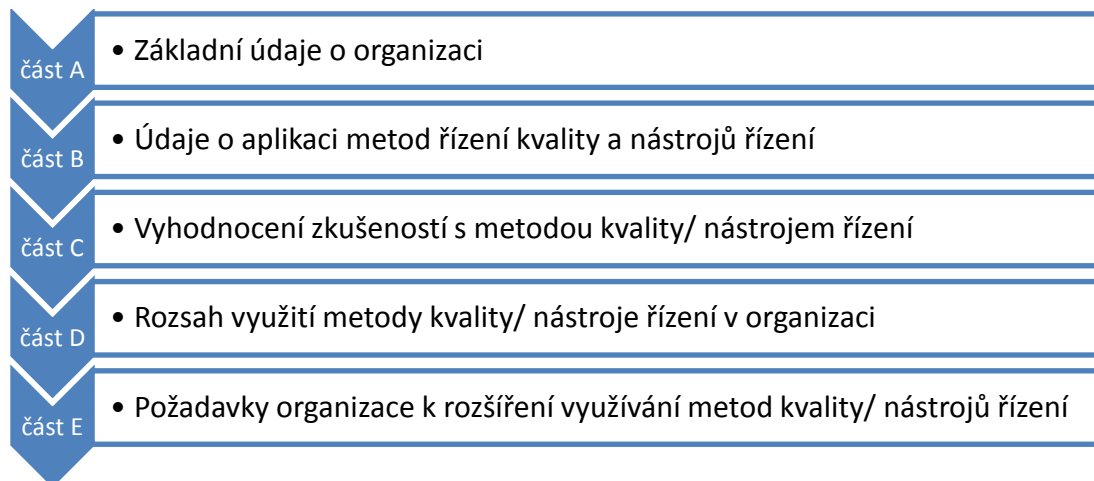 část A
• Základní údaje o organizaci
část B
• Údaje o aplikaci metod řízení kvality a nástrojů řízení
část C
• Vyhodnocení zkušeností s metodou kvality/ nástrojem řízení
část D
• Rozsah využití metody kvality/ nástroje řízení v organizaci
část E
• Požadavky organizace k rozšíření využívání metod kvality/ nástrojů řízení